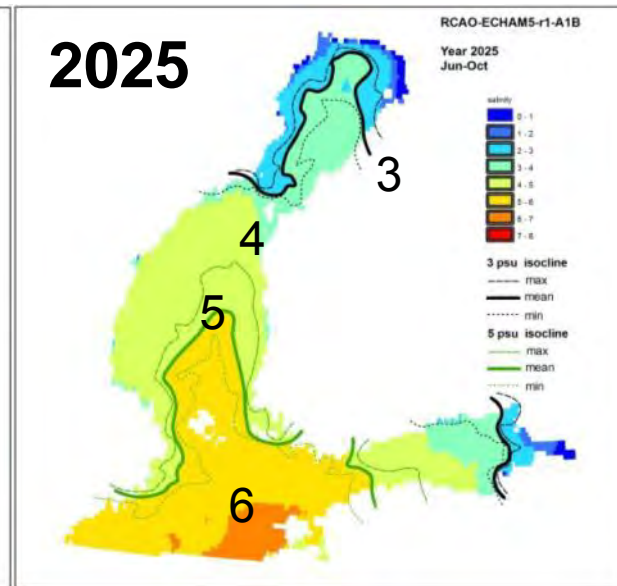 2025
RCAO-ECHAM5-r1-A1B
Year 2025
Jun-Oct
salinity
0 - 1
1 - 2
2 - 3
3 - 4
4 - 5
5 - 6
6 - 7
7 - 8
3 psu isocline
max
mean
min
5 psu isocline
max
mean
min
3
4
5
6